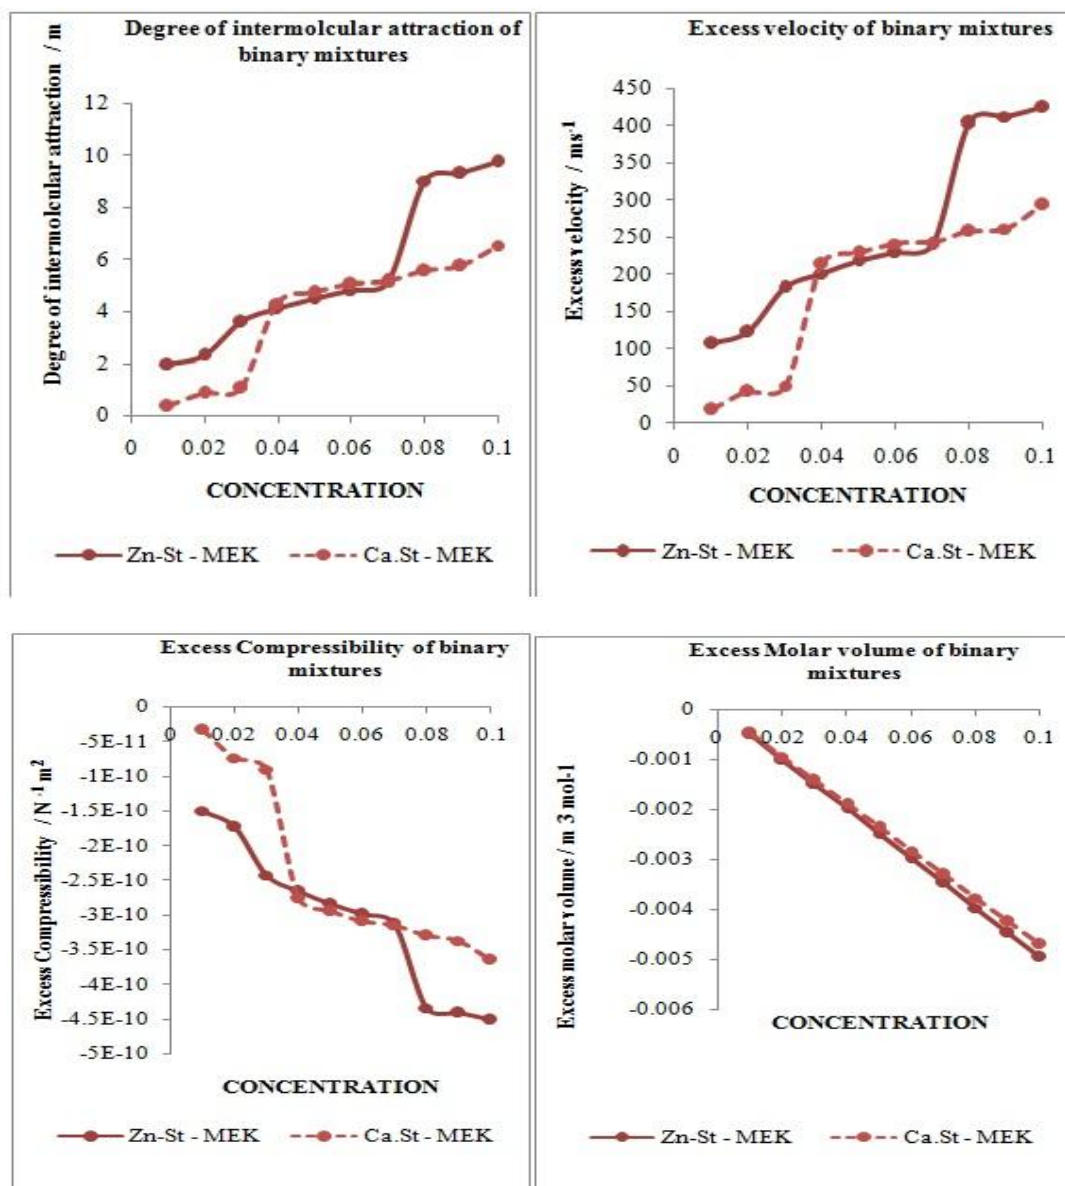 Degree of intermolcular attraction of
binary mixtures
Degree of intermolcular attraction / m
12
10
8
6
4
2
0
0 0.02 0.04 0.06 0.08 0.1
CONCENTRATION
Zn-St - MEK Ca.St - MEK
Excess velocity of binary mixtures
Excess velocity / ms-1
450
400
350
300
250
200
150
100
50
0
0 0.02 0.04 0.06 0.08 0.1
CONCENTRATION
Zn-St - MEK Ca.St - MEK
Excess Compressibility of binary
mixtures
Excess Compressibility / N -1 m2
0
0 0.02 0.04 0.06 0.08 0.1
-5E-11
-1E-10
-1.5E-10
-2E-10
-2.5E-10
-3E-10
-3.5E-10
-4E-10
-4.5E-10
-5E-10
CONCENTRATION
Zn-St - MEK Ca.St - MEK
Excess Molar volume of binary
mixtures
Excess molar volume / m 3 mol-1
0
0 0.02 0.04 0.06 0.08 0.1
-0.001
-0.002
-0.003
-0.004
-0.005
-0.006
CONCENTRATION
Zn-St - MEK Ca.St - MEK